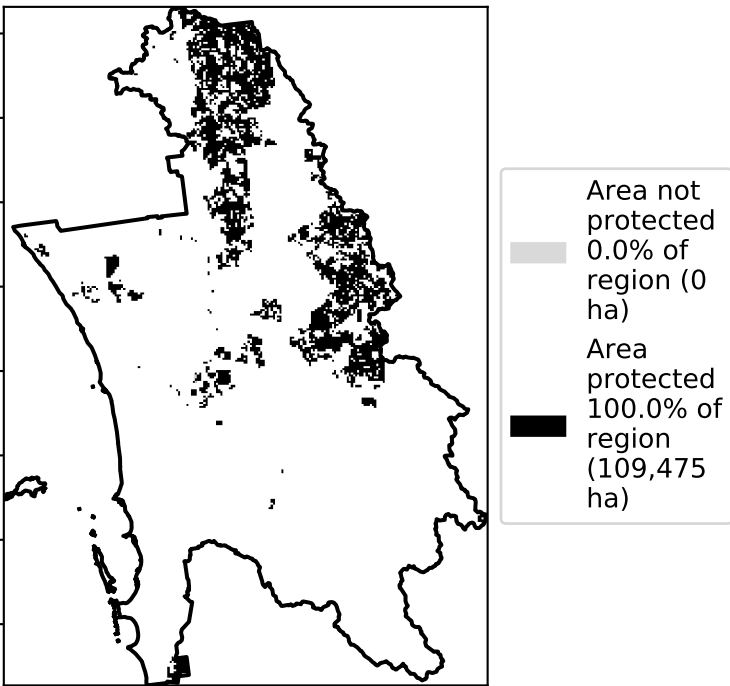 Area not
protected
0.0% of
region (0
ha)
Area
protected
100.0% of
region
(109,475
ha)